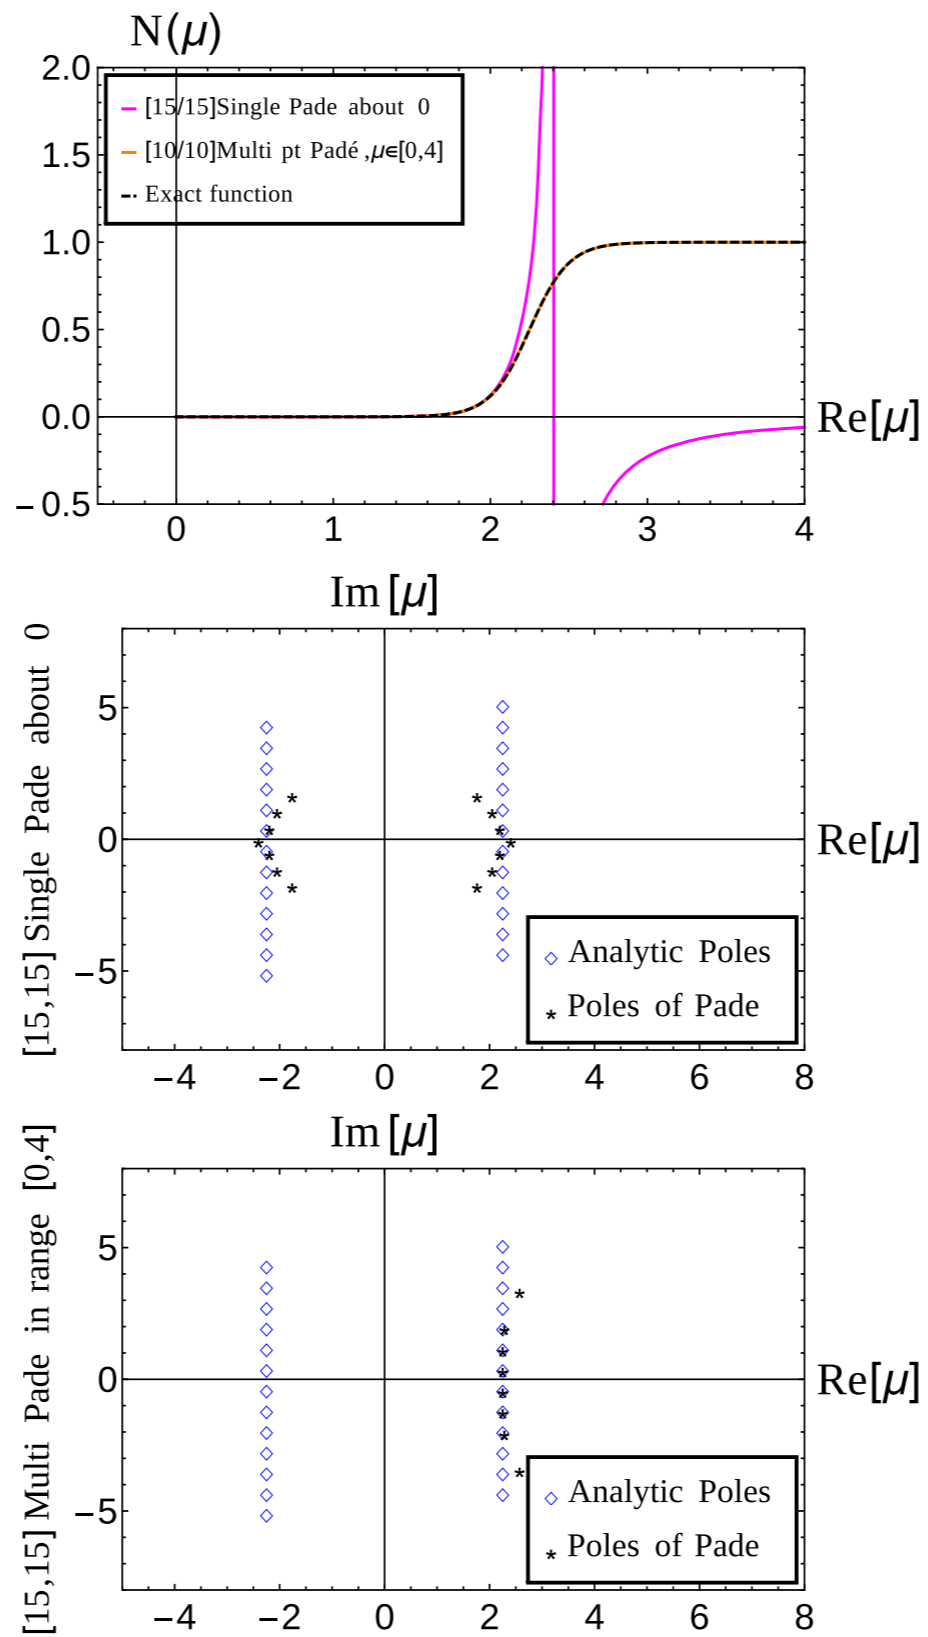 N(μ)
2.0
[15/15]Single Pade about 0
1.5
[10/10]Multi pt Padé ,μ∈[0,4]
Exact function
1.0
0.5
0.0
Re[μ]
−0.5
0 1 2 3 4
Im[μ]
[15,15] Single Pade about 0
5
0
Re[μ]
−5
Analytic Poles
Poles of Pade
−4 −2 0 2 4 6 8
Im[μ]
[15,15] Multi Pade in range [0,4]
5
0
Re[μ]
−5
Analytic Poles
Poles of Pade
−4 −2 0 2 4 6 8